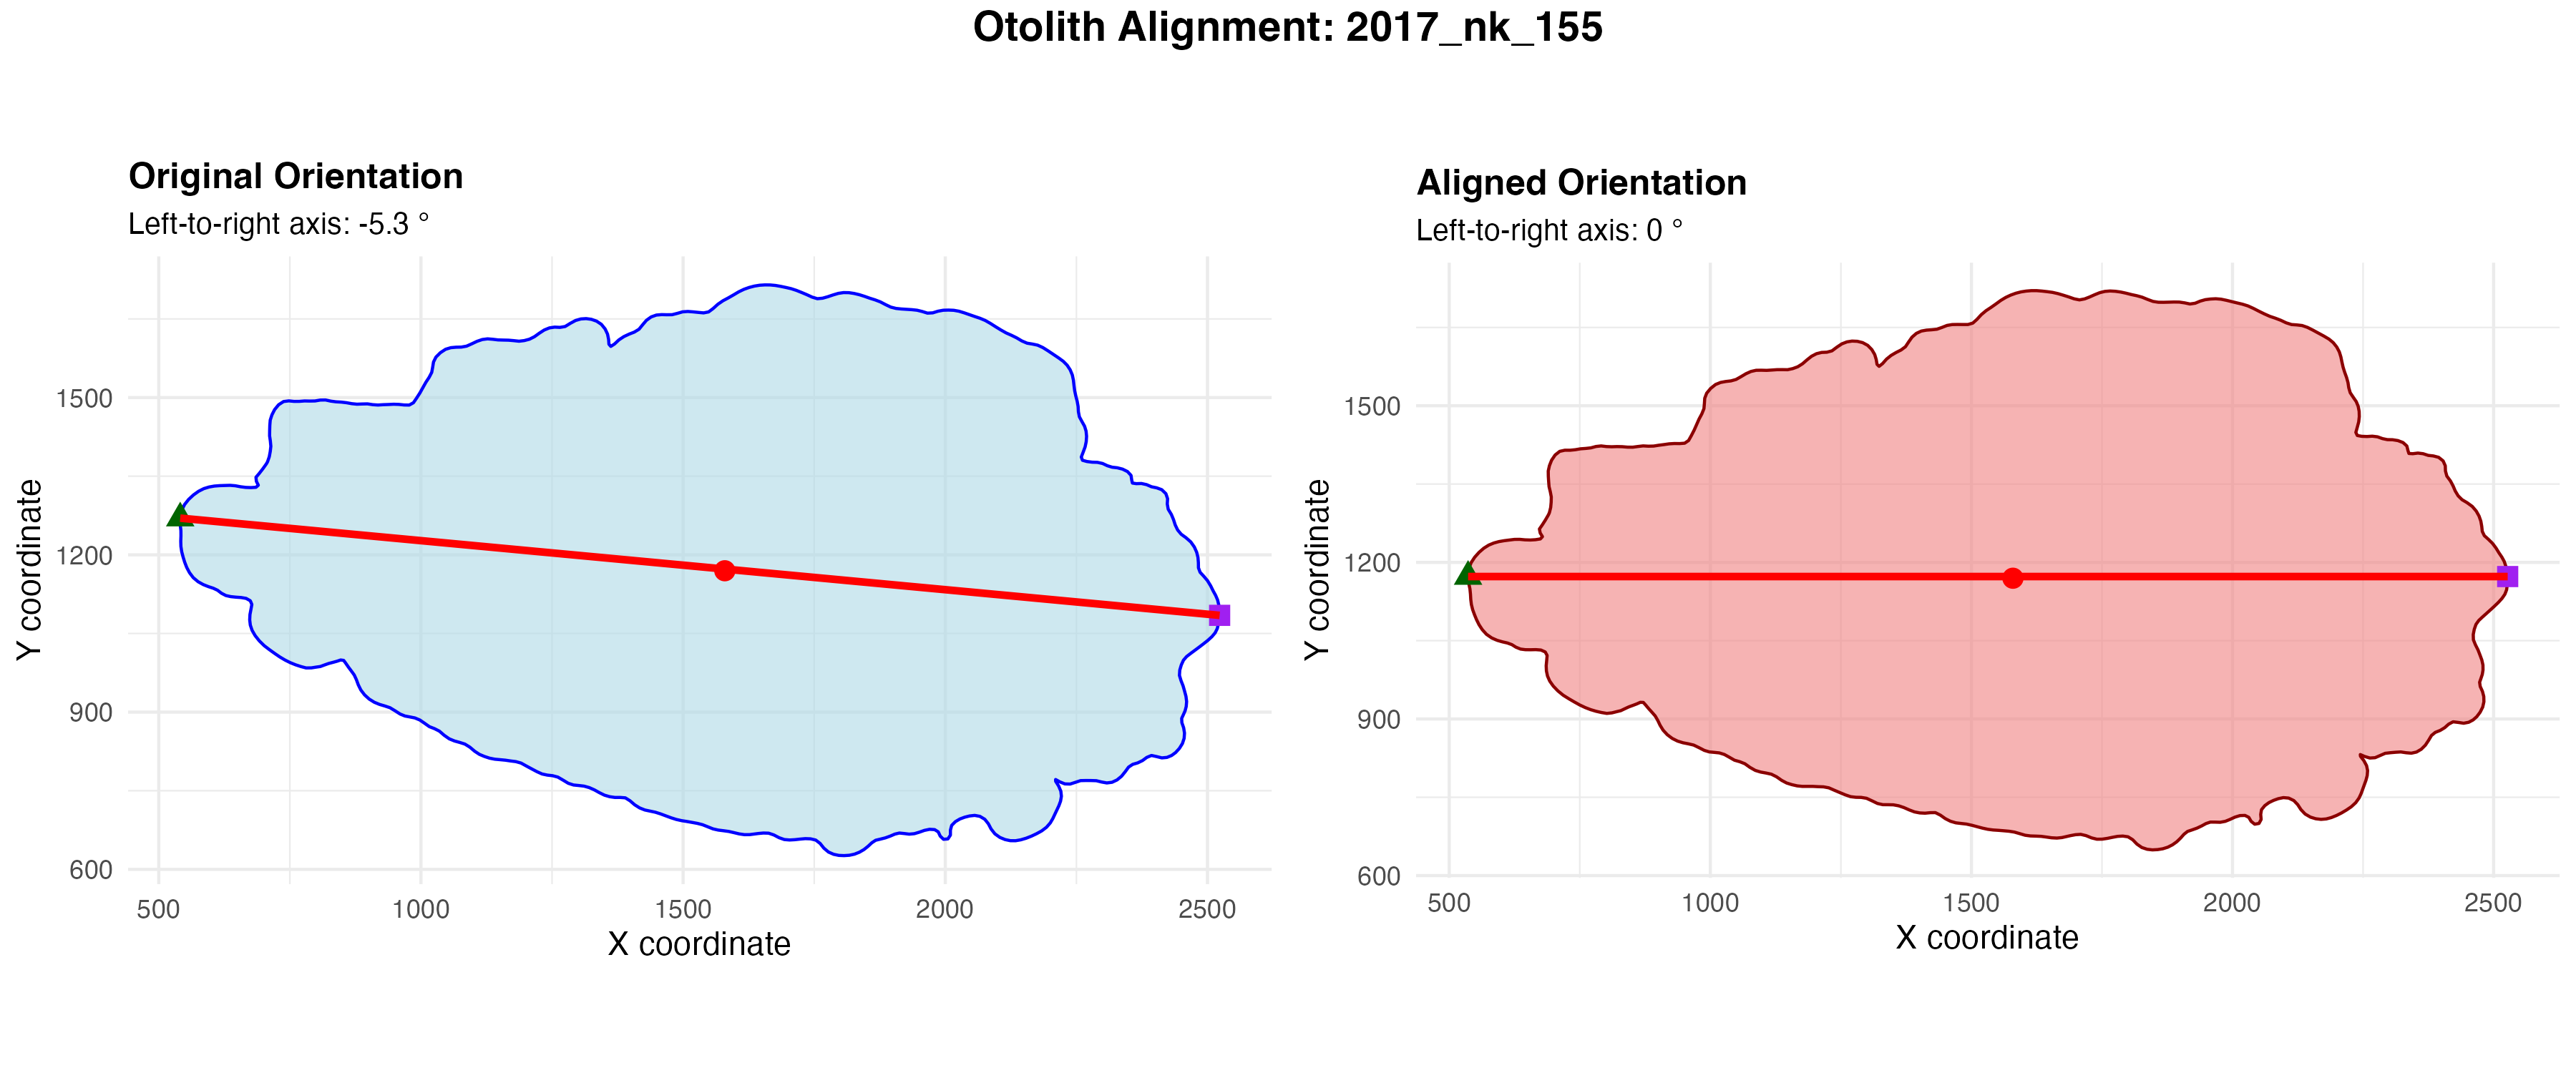 Otolith Alignment: 2017_nk_155
Original Orientation
Left-to-right axis: -5.3 °
Y coordinate
1500
1200
900
600
500 1000 1500 2000 2500
X coordinate
Aligned Orientation
Left-to-right axis: 0 °
Y coordinate
1500
1200
900
600
500 1000 1500 2000 2500
X coordinate